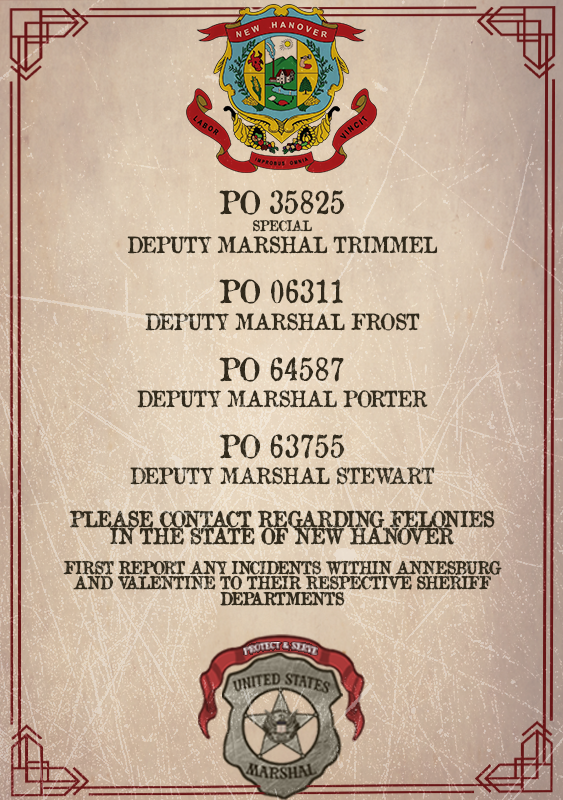 NEW HANOVER
LABOR
VINCIT
IMPROBUS OMNIA
PO 35825
SPECIAL
DEPUTY MARSHAL TRIMMEL
PO 06311
DEPUTY MARSHAL FROST
PO 64587
DEPUTY MARSHAL PORTER
PO 63755
DEPUTY MARSHAL STEWART
PLEASE CONTACT REGARDING FELONIES
IN THE STATE OF NEW HANOVER
FIRST REPORT ANY INCIDENTS WITHIN ANNESBURG
AND VALENTINE TO THEIR RESPECTIVE SHERIFF
DEPARTMENTS
PROTECT & SERVE
UNITED STATES
MARSHAL